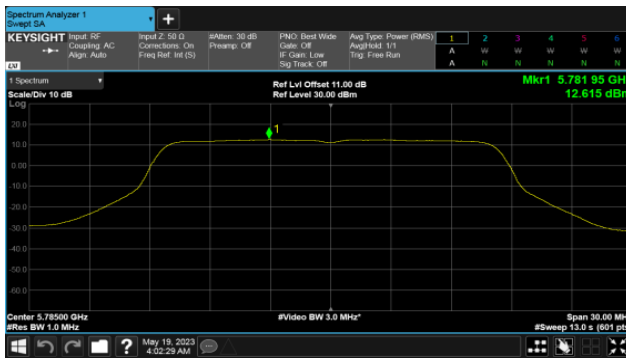 Spectrum Analyzer 1
Swept SA
KEYSIGHT Input: RF Input Z: 50 Ω #Atten: 30 dB PNO: Best Wide Avg Type: Power (RMS) 1 2 3 4 5 6
Coupling: AC Corrections: On Preamp: Off Gate: Off Avg|Hold: 1/1 A W W W W W
Align: Auto Freq Ref: Int (S) IF Gain: Low Trig: Free Run
Sig Track: Off A N N N N N
LXI
1 Spectrum
Ref Lvl Offset 11.00 dB Mkr1 5.781 95 GH
Scale/Div 10 dB Ref Level 30.00 dBm 12.615 dBm
Log
1
20.0
10.0
0.00
-10.0
-20.0
-30.0
-40.0
-50.0
-60.0
Center 5.78500 GHz #Video BW 3.0 MHz* Span 30.00 MH
#Res BW 1.0 MHz #Sweep 13.0 s (601 pts
? May 19, 2023
4:02:29 AM